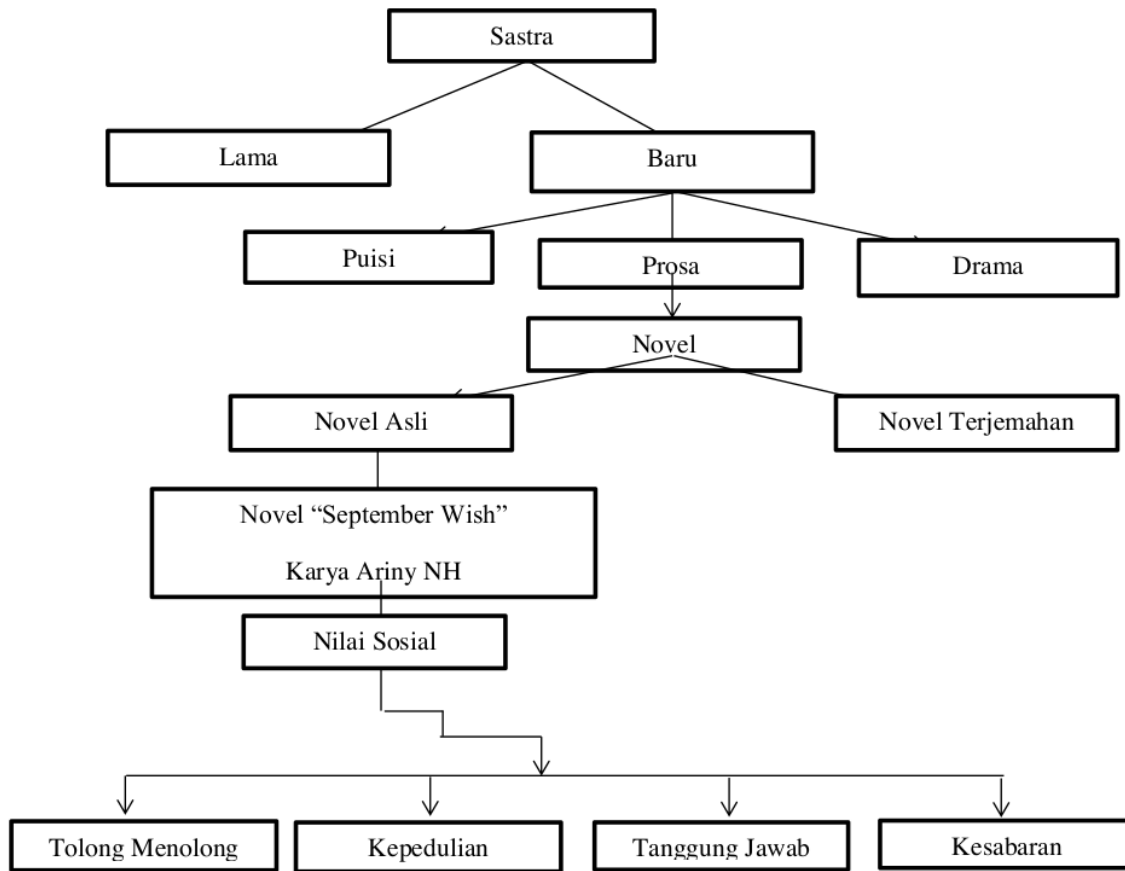 Sastra
Lama
Baru
Puisi
Prosa
Drama
Novel
Novel Asli
Novel Terjemahan
Novel “September Wish”
Karya Ariny NH
Nilai Sosial
Tolong Menolong
Kepedulian
Tanggung Jawab
Kesabaran